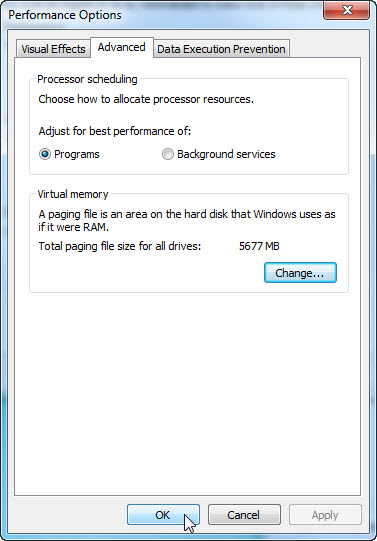 Performance Options
Visual Effects Advanced Data Execution Prevention
Processor scheduling
Choose how to allocate processor resources.
Adjust for best performance of:
Programs Background services
Virtual memory
A paging file is an area on the hard disk that Windows uses as
if it were RAM.
Total paging file size for all drives: 5677 MB
Change...
OK Cancel Apply